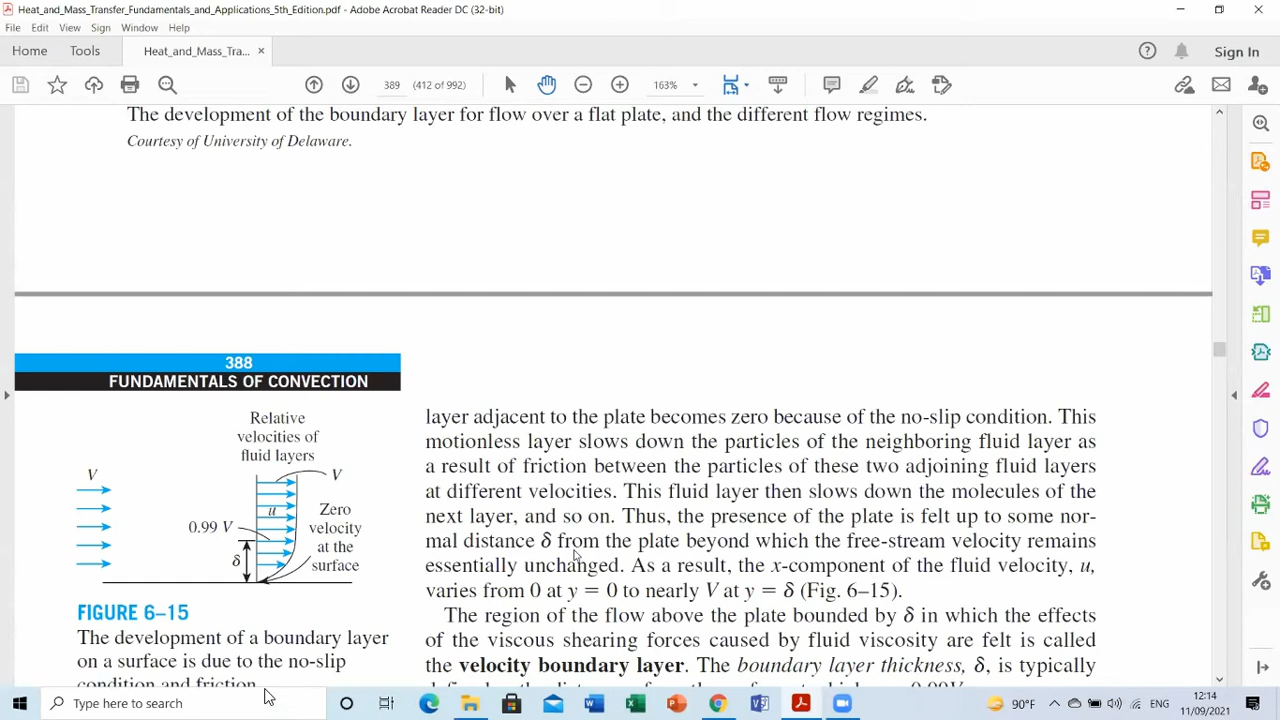 Heat_and_Mass_Transfer_Fundamentals_and_Applications_5th_Edition.pdf - Adobe Acrobat Reader DC (32-bit)
File Edit View Sign Window Help
Home Tools Heat_and_Mass_Tra... × Sign In
389 (412 of 992) 163%
The development of the boundary layer for flow over a flat plate, and the different flow regimes.
Courtesy of University of Delaware.
388
FUNDAMENTALS OF CONVECTION
Relative
velocities of
fluid layers
V
V
u
Zero
velocity
at the
surface
0.99 V
δ
FIGURE 6–15
The development of a boundary layer
on a surface is due to the no-slip
condition and friction.
layer adjacent to the plate becomes zero because of the no-slip condition. This
motionless layer slows down the particles of the neighboring fluid layer as
a result of friction between the particles of these two adjoining fluid layers
at different velocities. This fluid layer then slows down the molecules of the
next layer, and so on. Thus, the presence of the plate is felt up to some nor-
mal distance δ from the plate beyond which the free-stream velocity remains
essentially unchanged. As a result, the x-component of the fluid velocity, u,
varies from 0 at y = 0 to nearly V at y = δ (Fig. 6–15).
The region of the flow above the plate bounded by δ in which the effects
of the viscous shearing forces caused by fluid viscosity are felt is called
the velocity boundary layer. The boundary layer thickness, δ, is typically
Type here to search
90°F ENG 12:14
11/09/2021